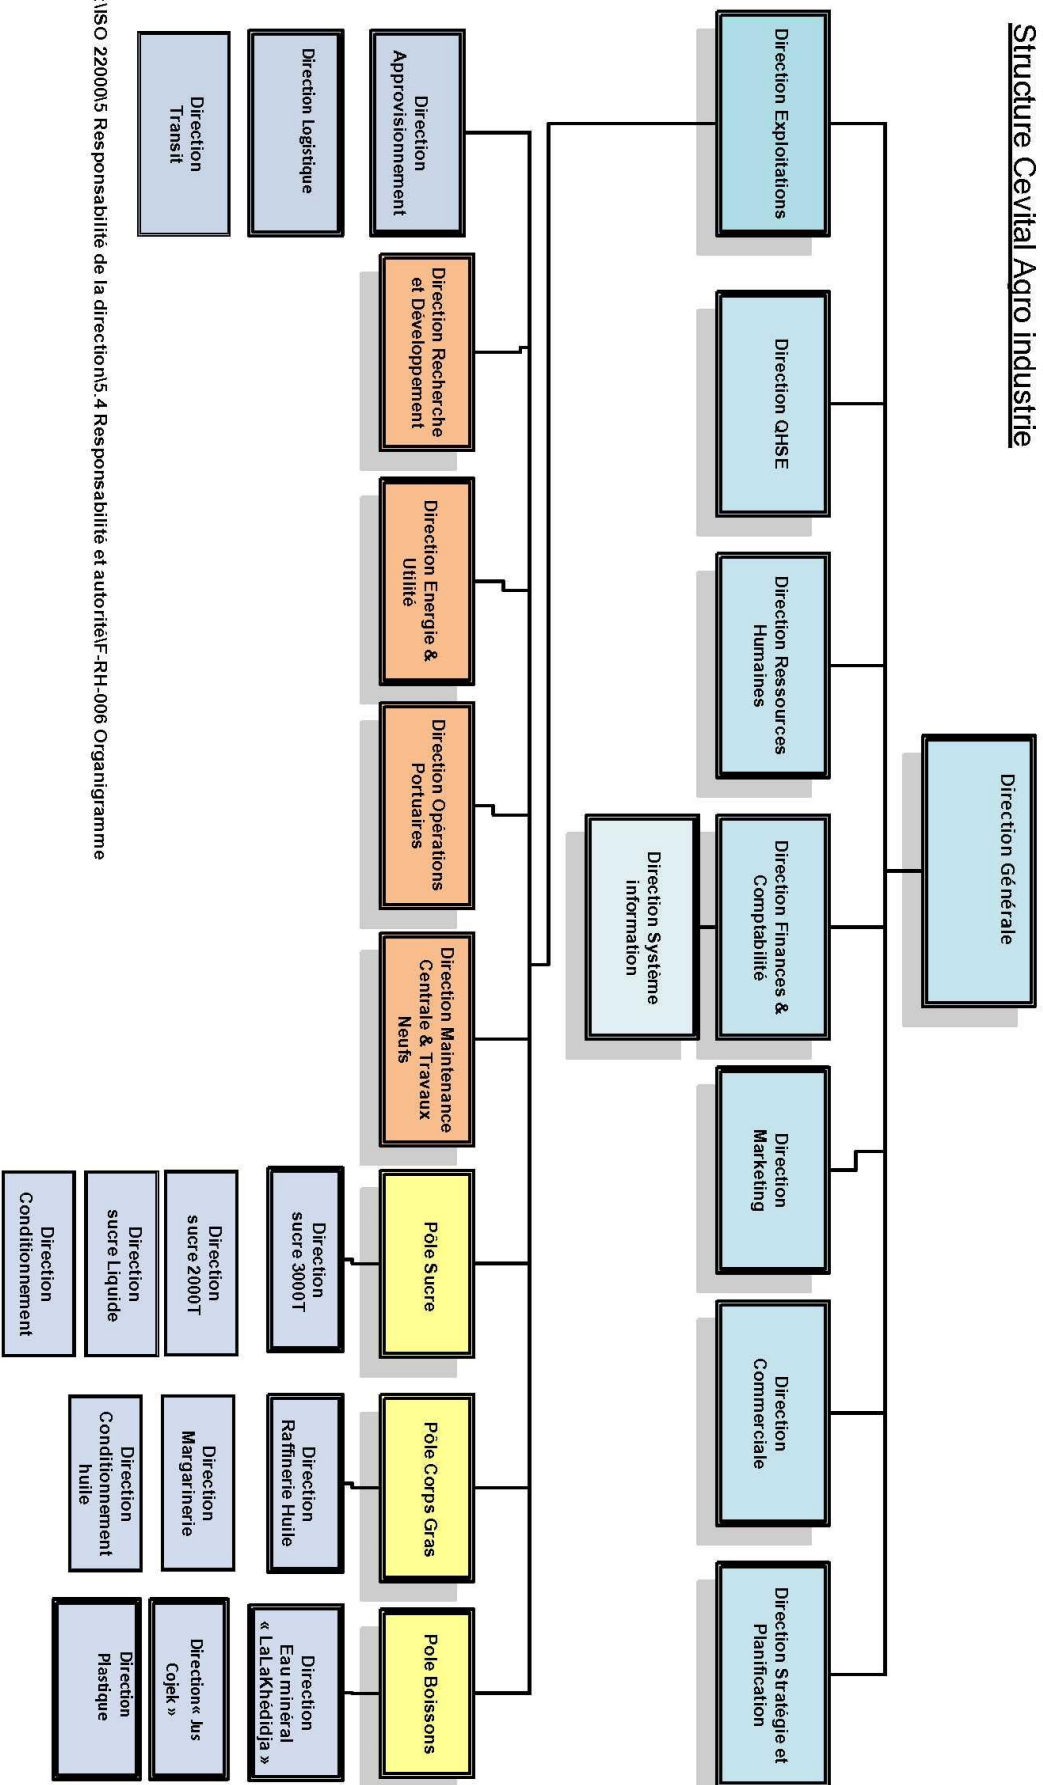 Structure Cevital Agro industrie
Direction Générale
Direction Exploitations
Direction QHSE
Direction Ressources
Humaines
Direction Finances &
Comptabilité
Direction
Marketing
Direction
Commerciale
Direction Stratégie et
Planification
Direction Système
information
Direction
Approvisionnement
Direction Logistique
Direction
Transit
Direction Recherche
et Développement
Direction Energie &
Utilité
Direction Opérations
Portuaires
Direction Maintenance
Centrale & Travaux
Neufs
Pôle Sucre
Direction
sucre 3000T
Direction
sucre 2000T
Direction
sucre Liquide
Direction
Conditionnement
Pôle Corps Gras
Direction
Raffinerie Huile
Direction
Margarinerie
Direction
Conditionnement
huile
Pole Boissons
Direction
Eau minéral
« LaLaKhédidja »
Direction« Jus
Cojek »
Direction
Plastique
:\ISO 22000\5 Responsabilité de la direction\5.4 Responsabilité et autorité\F-RH-006 Organigramme